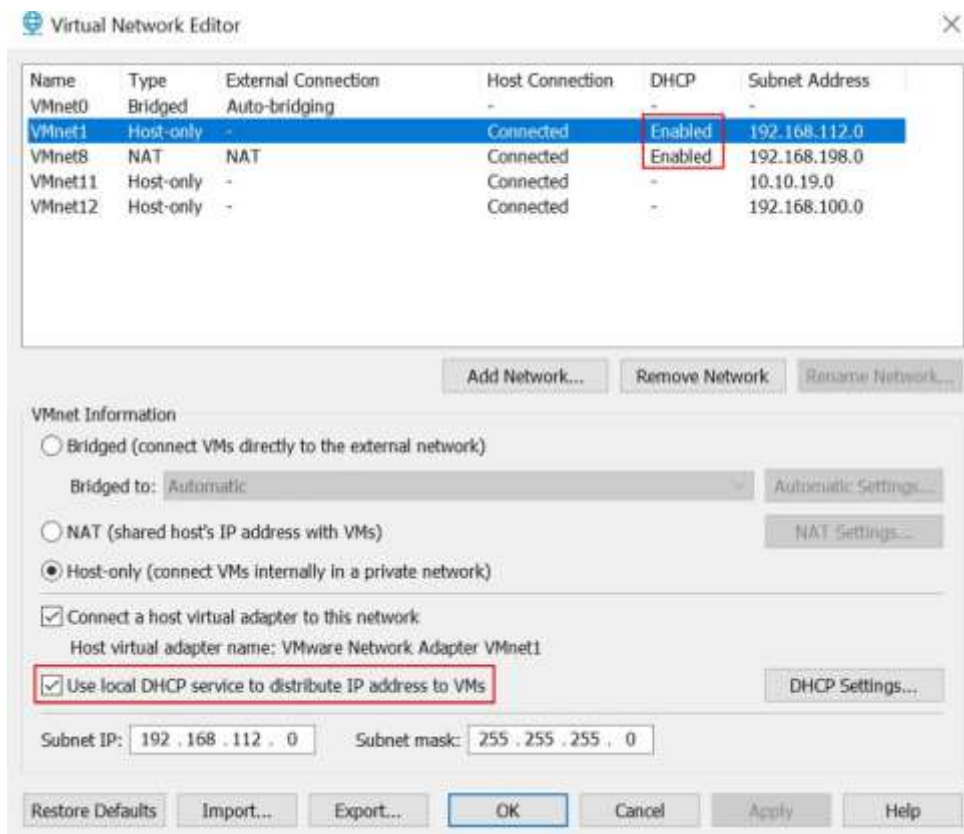 Virtual Network Editor
Name Type External Connection Host Connection DHCP Subnet Address
VMnet0 Bridged Auto-bridging - - -
VMnet1 Host-only - Connected Enabled 192.168.112.0
VMnet8 NAT NAT Connected Enabled 192.168.198.0
VMnet11 Host-only - Connected - 10.10.19.0
VMnet12 Host-only - Connected - 192.168.100.0
Add Network... Remove Network Rename Network...
VMnet Information
Bridged (connect VMs directly to the external network)
Bridged to: Automatic Automatic Settings...
NAT (shared host's IP address with VMs) NAT Settings...
Host-only (connect VMs internally in a private network)
Connect a host virtual adapter to this network
Host virtual adapter name: VMware Network Adapter VMnet1
Use local DHCP service to distribute IP address to VMs DHCP Settings...
Subnet IP: 192 . 168 . 112 . 0 Subnet mask: 255 . 255 . 255 . 0
Restore Defaults Import... Export... OK Cancel Apply Help